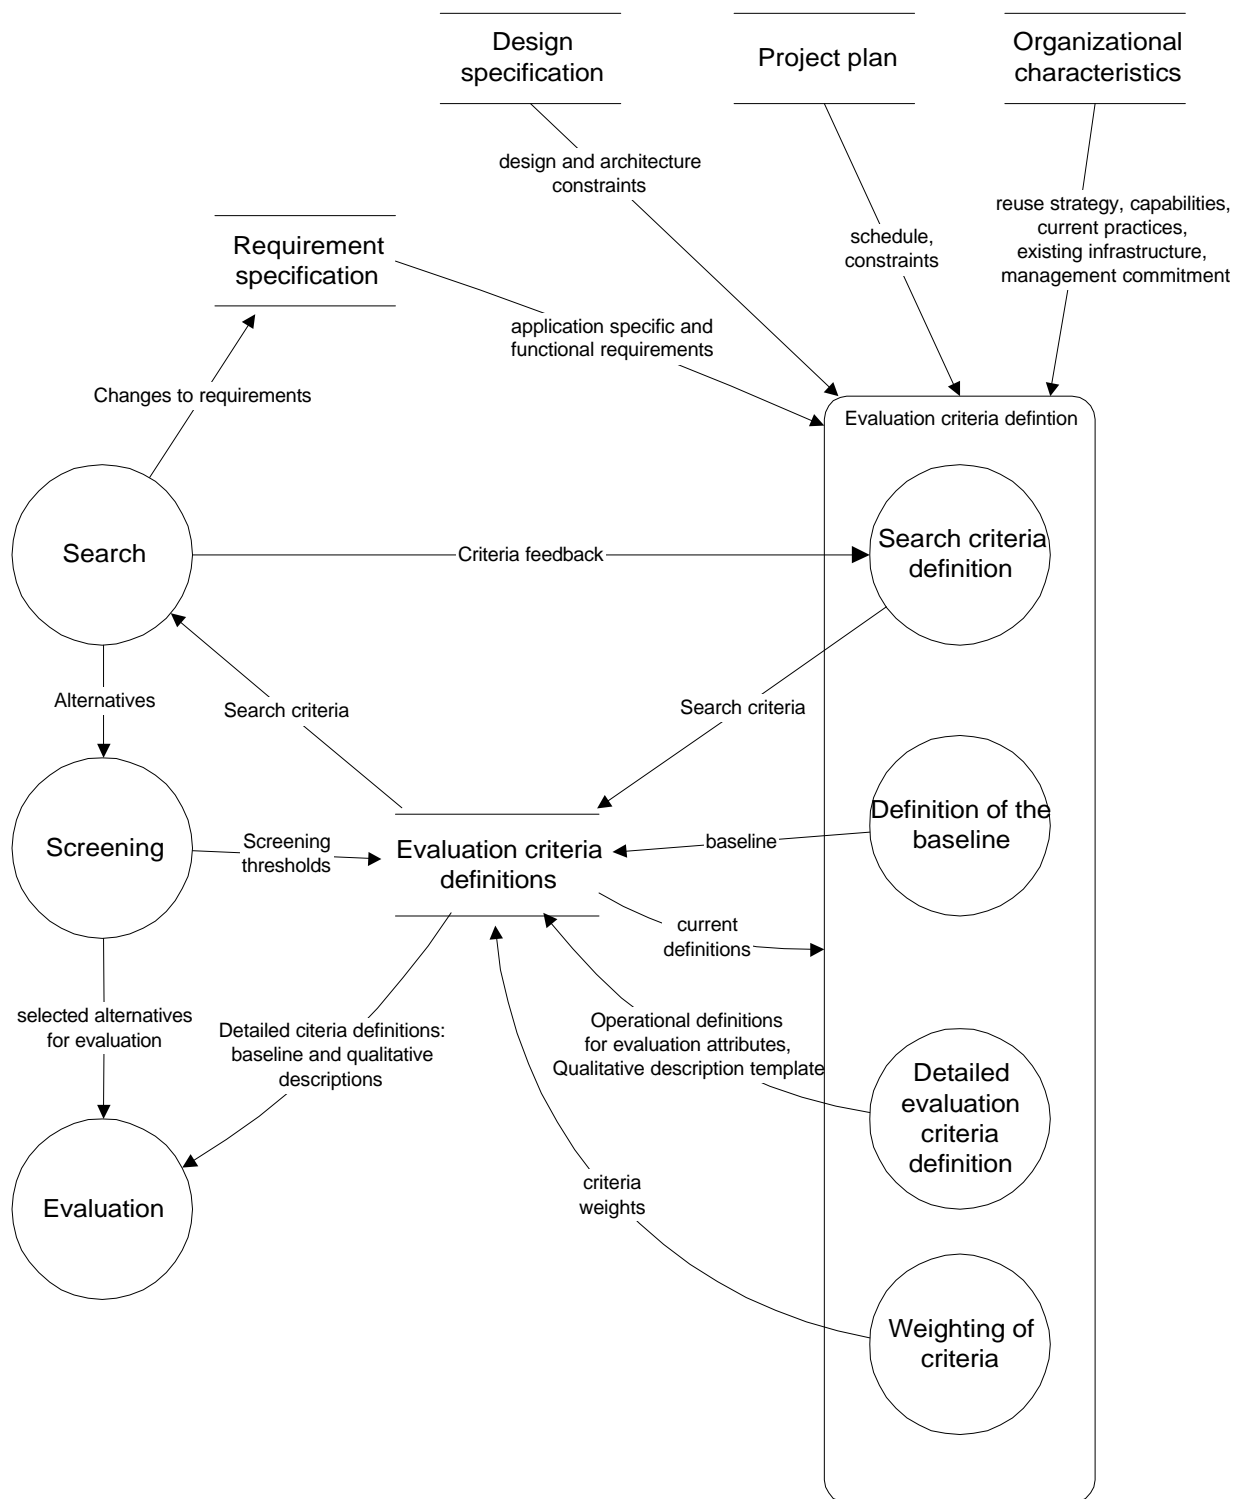 Design
specification
Project plan
Organizational
characteristics
design and architecture
constraints
reuse strategy, capabilities,
current practices,
existing infrastructure,
management commitment
schedule,
constraints
Requirement
specification
application specific and
functional requirements
Changes to requirements
Evaluation criteria defintion
Search
Criteria feedback
Search criteria
definition
Alternatives
Search criteria
Search criteria
Screening
Screening
thresholds
Evaluation criteria
definitions
baseline
Definition of the
baseline
current
definitions
selected alternatives
for evaluation
Detailed citeria definitions:
baseline and qualitative
descriptions
Operational definitions
for evaluation attributes,
Qualitative description template
Detailed
evaluation
criteria
definition
Evaluation
criteria
weights
Weighting of
criteria